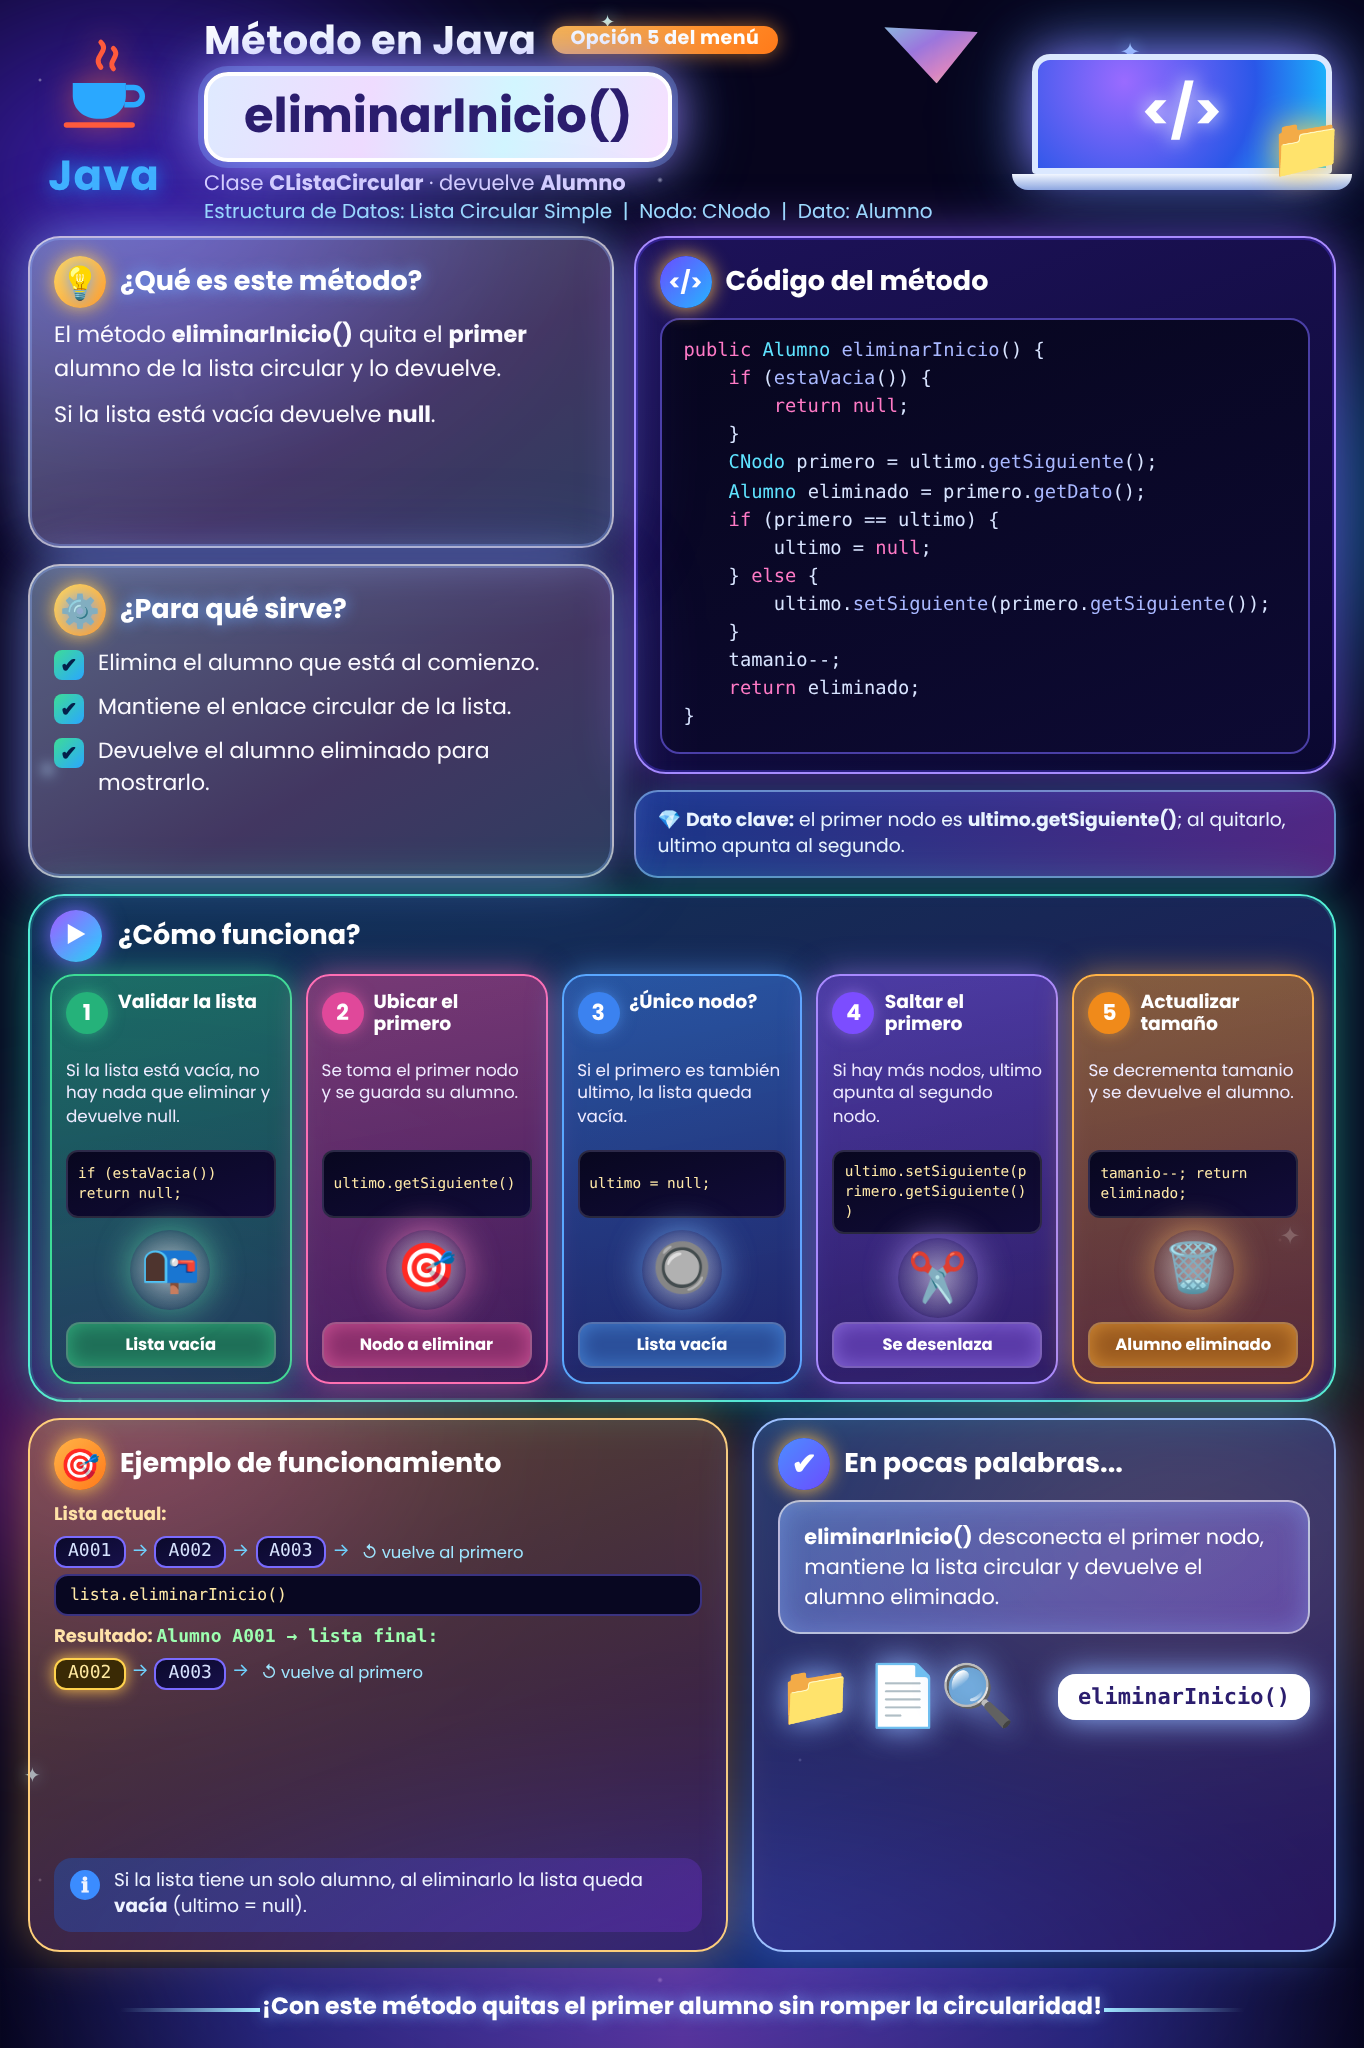 Método en Java
Opción 5 del menú
eliminarInicio()
Java
Clase CListaCircular · devuelve Alumno
Estructura de Datos: Lista Circular Simple | Nodo: CNodo | Dato: Alumno
</>
💡 ¿Qué es este método?
El método eliminarInicio() quita el primer
alumno de la lista circular y lo devuelve.
Si la lista está vacía devuelve null.
⚙️ ¿Para qué sirve?
✔ Elimina el alumno que está al comienzo.
✔ Mantiene el enlace circular de la lista.
✔ Devuelve el alumno eliminado para
mostrarlo.
</> Código del método
public Alumno eliminarInicio() {
    if (estaVacia()) {
        return null;
    }
    CNodo primero = ultimo.getSiguiente();
    Alumno eliminado = primero.getDato();
    if (primero == ultimo) {
        ultimo = null;
    } else {
        ultimo.setSiguiente(primero.getSiguiente());
    }
    tamanio--;
    return eliminado;
}
💎 Dato clave: el primer nodo es ultimo.getSiguiente(); al quitarlo,
ultimo apunta al segundo.
▶ ¿Cómo funciona?
1 Validar la lista
Si la lista está vacía, no
hay nada que eliminar y
devuelve null.
if (estaVacia())
return null;
Lista vacía
2 Ubicar el
primero
Se toma el primer nodo
y se guarda su alumno.
ultimo.getSiguiente()
Nodo a eliminar
3 ¿Único nodo?
Si el primero es también
ultimo, la lista queda
vacía.
ultimo = null;
Lista vacía
4 Saltar el
primero
Si hay más nodos, ultimo
apunta al segundo
nodo.
ultimo.setSiguiente(p
rimero.getSiguiente()
)
Se desenlaza
5 Actualizar
tamaño
Se decrementa tamanio
y se devuelve el alumno.
tamanio--; return
eliminado;
Alumno eliminado
🎯 Ejemplo de funcionamiento
Lista actual:
A001 → A002 → A003 → ↺ vuelve al primero
lista.eliminarInicio()
Resultado: Alumno A001 → lista final:
A002 → A003 → ↺ vuelve al primero
ℹ Si la lista tiene un solo alumno, al eliminarlo la lista queda
vacía (ultimo = null).
✔ En pocas palabras...
eliminarInicio() desconecta el primer nodo,
mantiene la lista circular y devuelve el
alumno eliminado.
eliminarInicio()
¡Con este método quitas el primer alumno sin romper la circularidad!